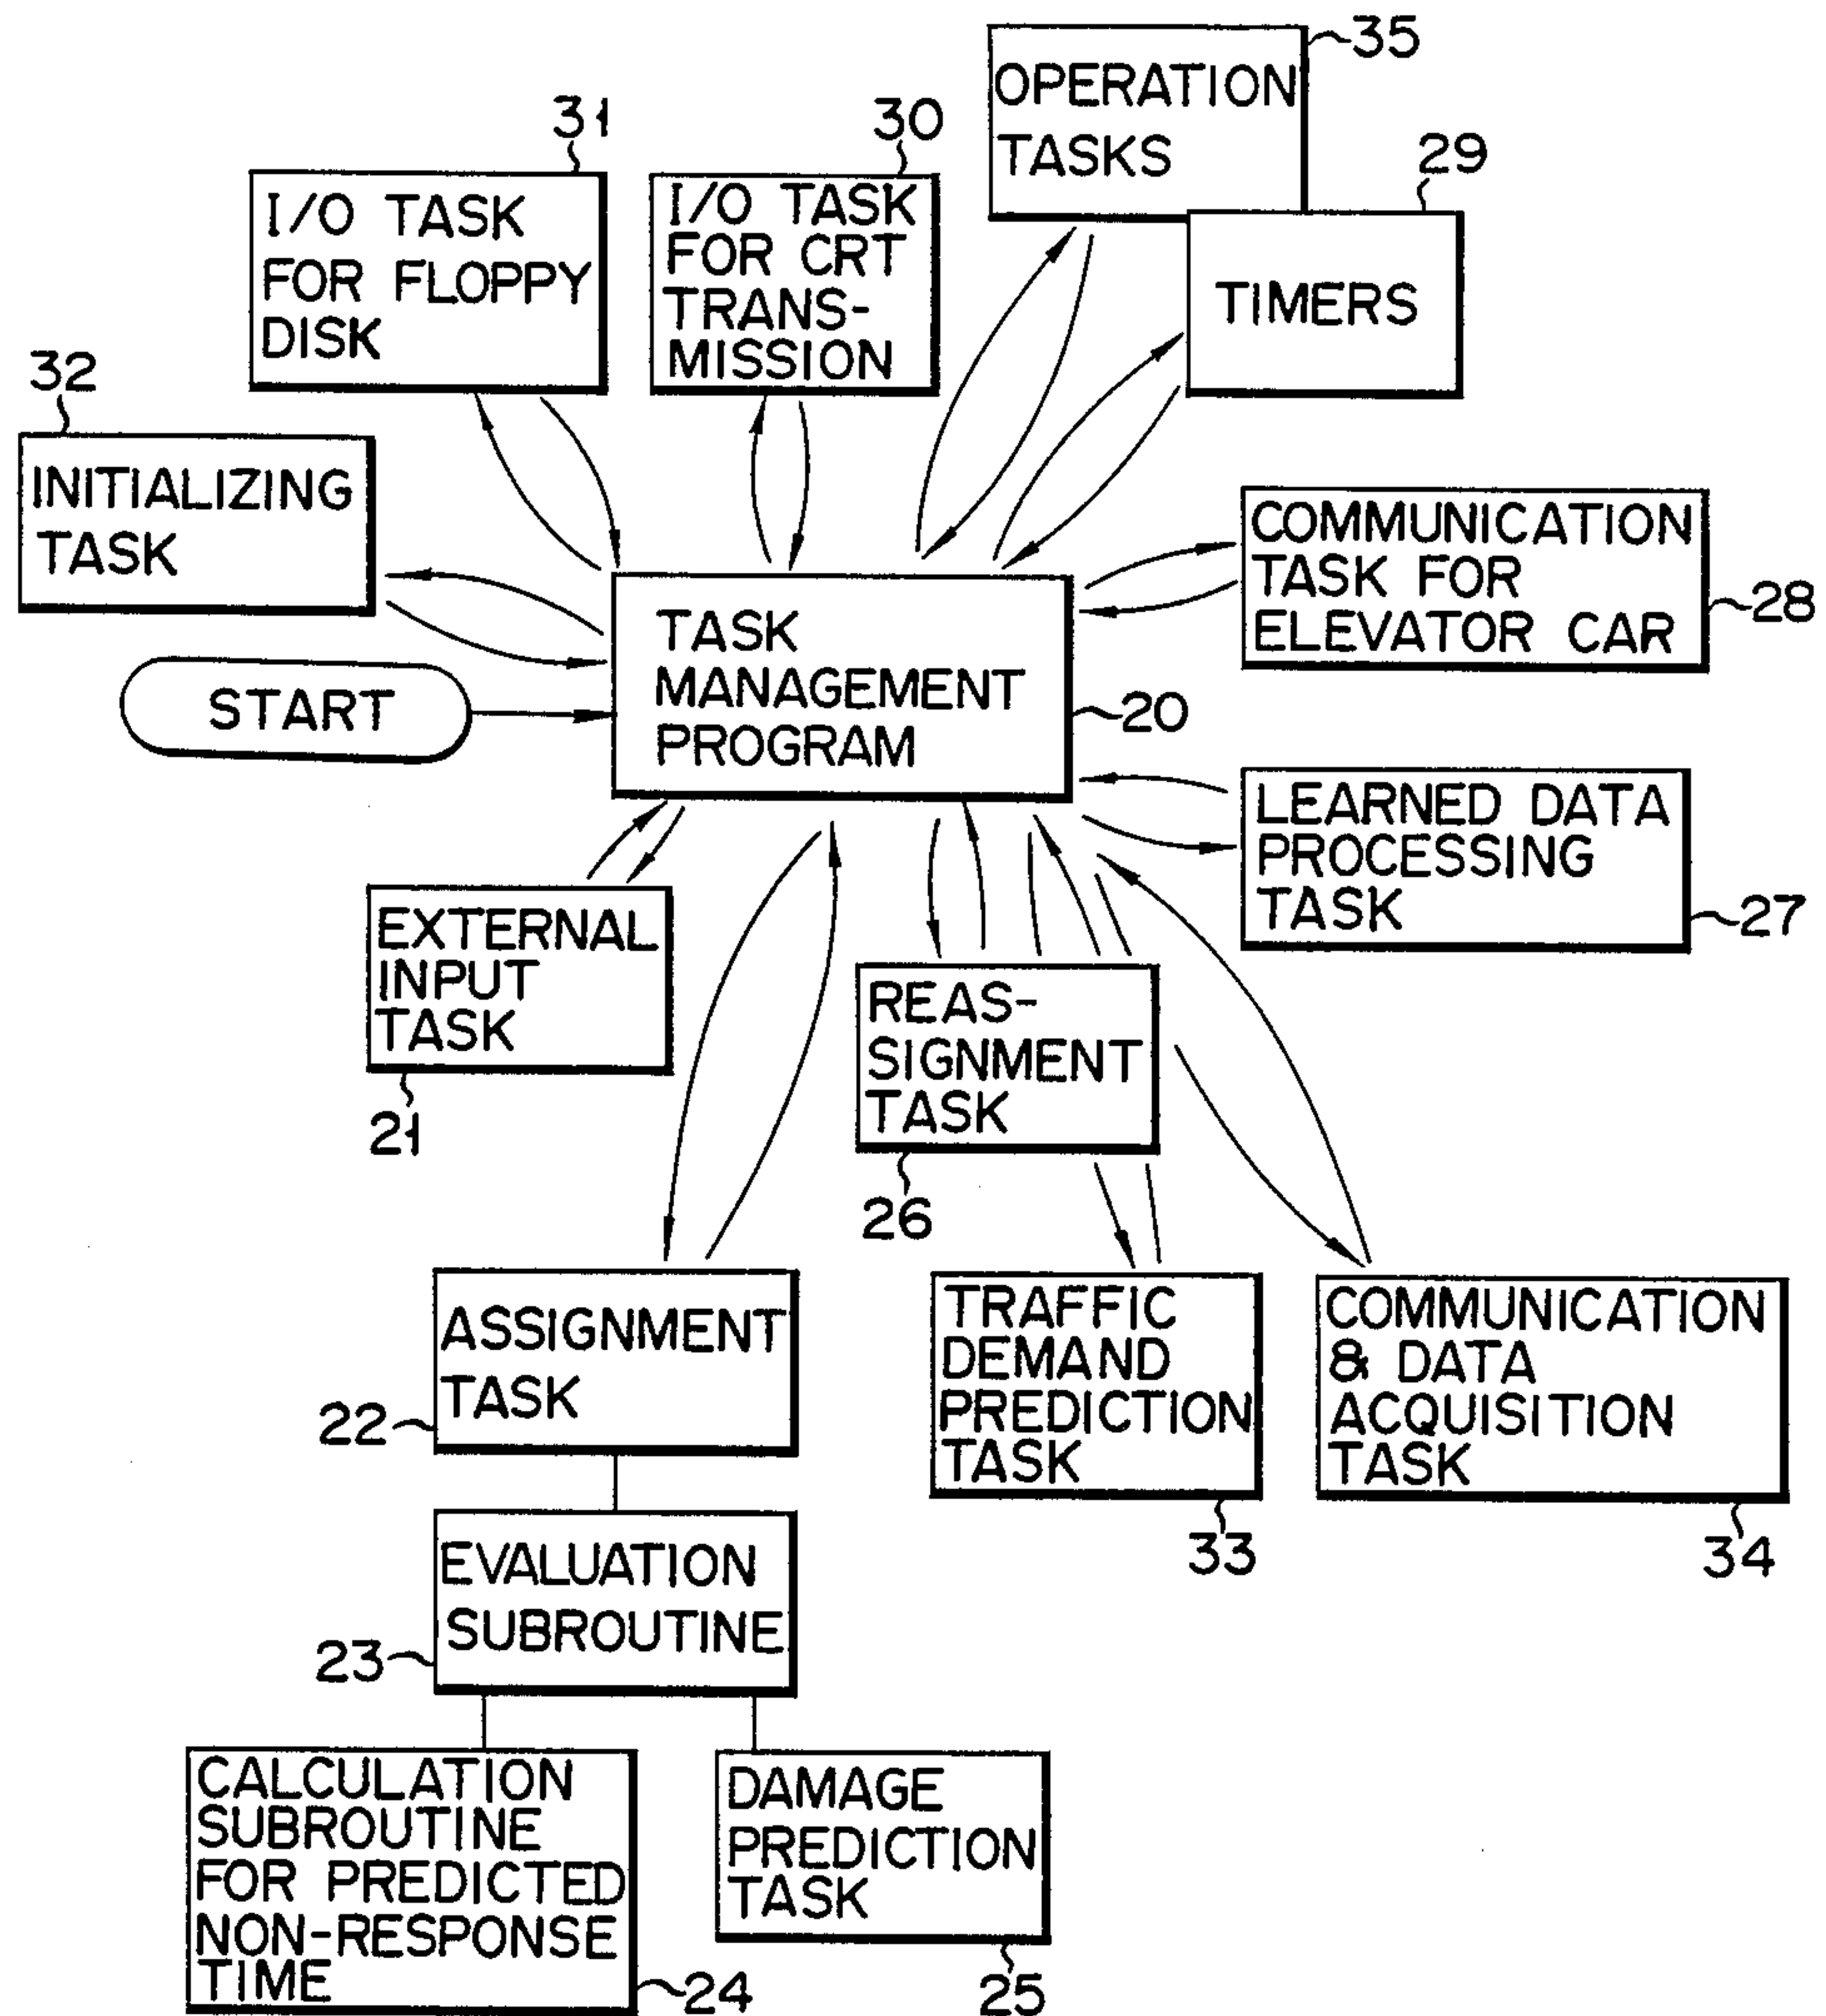 35
OPERATION
TASKS
31
30
29
I/O TASK
FOR FLOPPY
DISK
I/O TASK
FOR CRT
TRANS-
MISSION
TIMERS
32
INITIALIZING
TASK
COMMUNICATION
TASK FOR
ELEVATOR CAR
28
TASK
MANAGEMENT
PROGRAM
20
START
LEARNED DATA
PROCESSING
TASK
27
EXTERNAL
INPUT
TASK
21
REAS-
SIGNMENT
TASK
26
ASSIGNMENT
TASK
22
TRAFFIC
DEMAND
PREDICTION
TASK
33
COMMUNICATION
& DATA
ACQUISITION
TASK
34
EVALUATION
SUBROUTINE
23
CALCULATION
SUBROUTINE
FOR PREDICTED
NON-RESPONSE
TIME
24
DAMAGE
PREDICTION
TASK
25